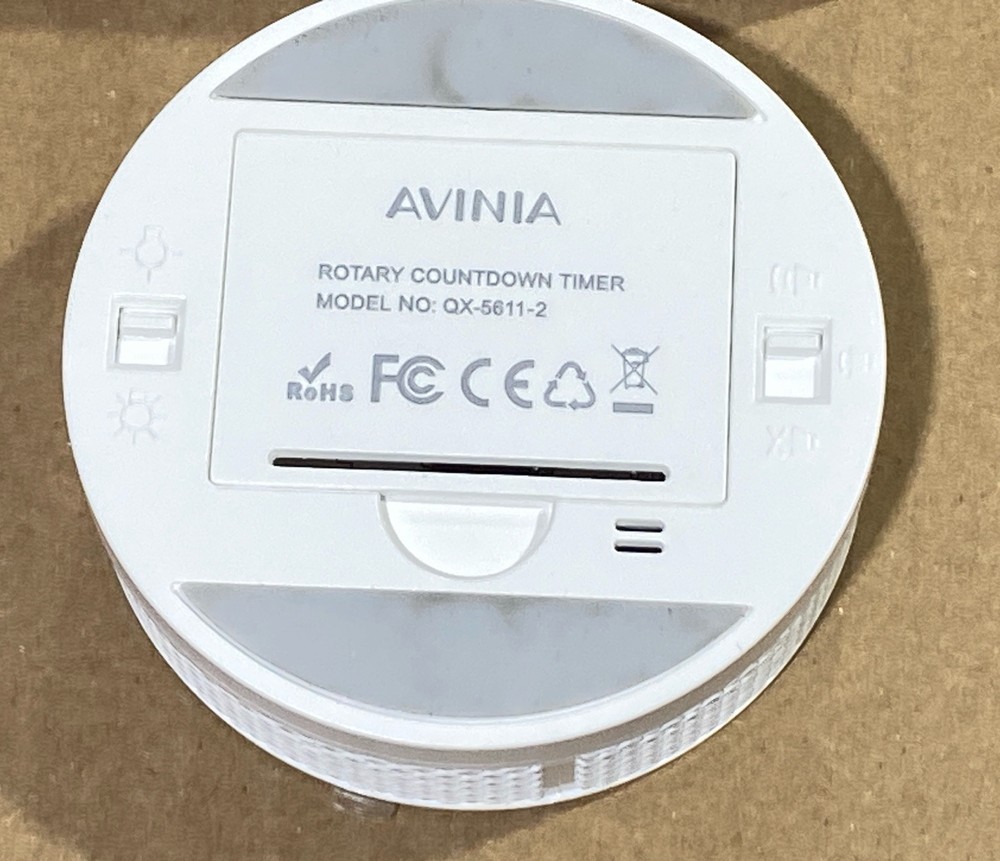 AVINIA
ROTARY COUNTDOWN TIMER
MODEL NO: QX-5611-2
RoHS FC CE